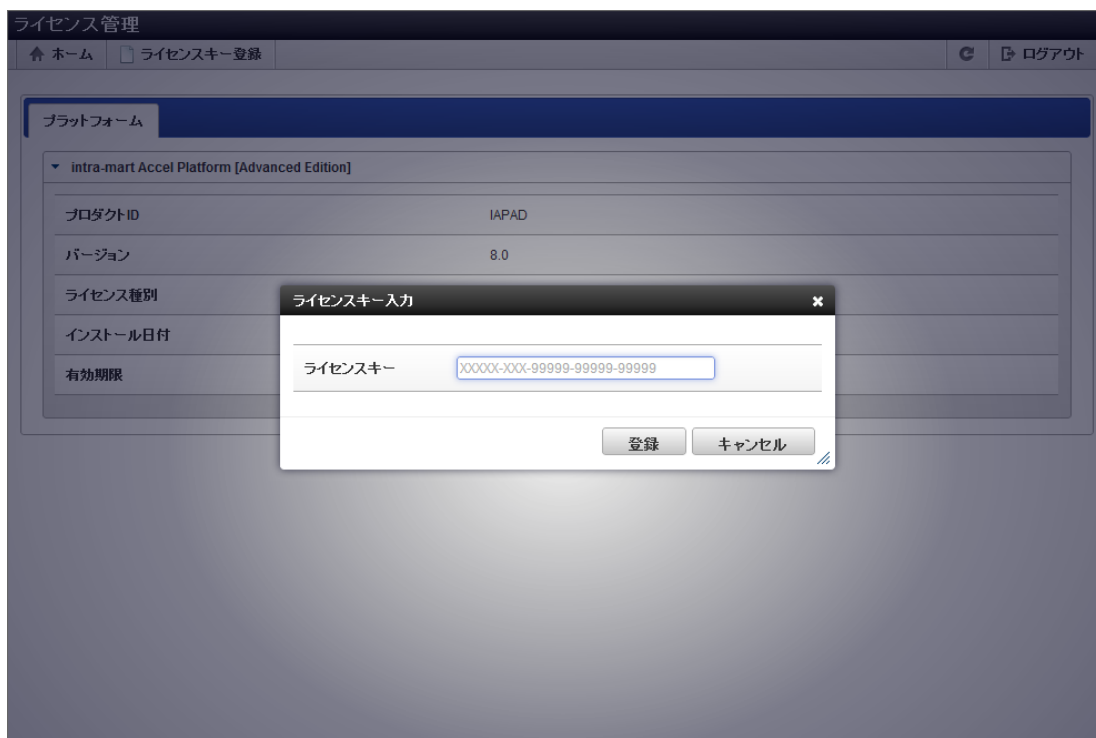 ライセンス管理
ホーム ライセンスキー登録 ログアウト
プラットフォーム
intra-mart Accel Platform [Advanced Edition]
プロダクトID IAPAD
バージョン 8.0
ライセンス種別
ライセンスキー入力
インストール日付
ライセンスキー XXXXX-XXX-99999-99999-99999
有効期限
登録 キャンセル